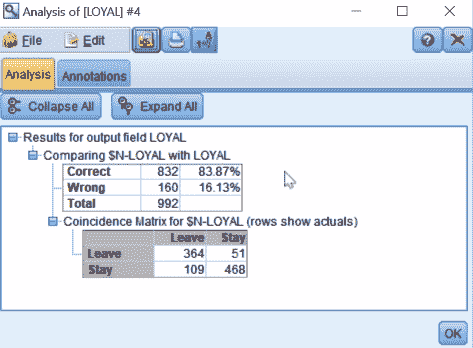 Analysis of [LOYAL] #4
File Edit
Analysis Annotations
Collapse All Expand All
Results for output field LOYAL
Comparing $N-LOYAL with LOYAL
Correct 832 83.87%
Wrong 160 16.13%
Total 992
Coincidence Matrix for $N-LOYAL (rows show actuals)
Leave Stay
Leave 364 51
Stay 109 468
OK